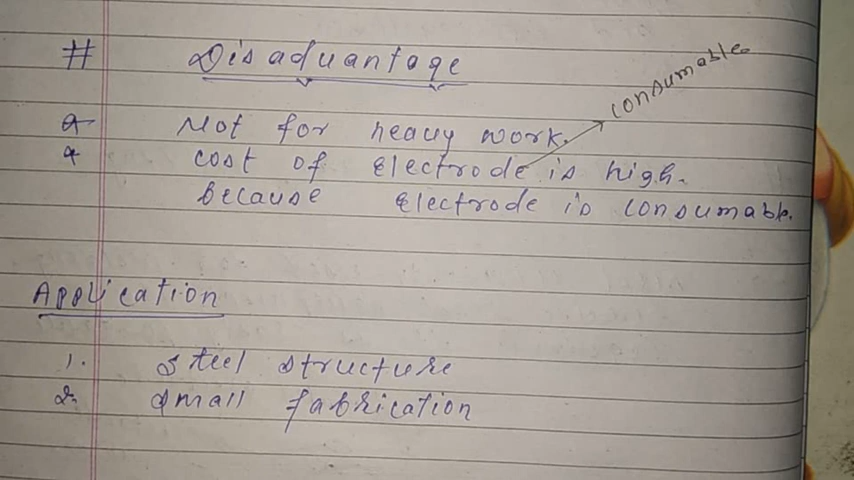 # Disadvantage
consumable
* Not for heavy work.
* cost of electrode is high.
because electrode is consumable.
Application
1. Steel structure
2. Small fabrication